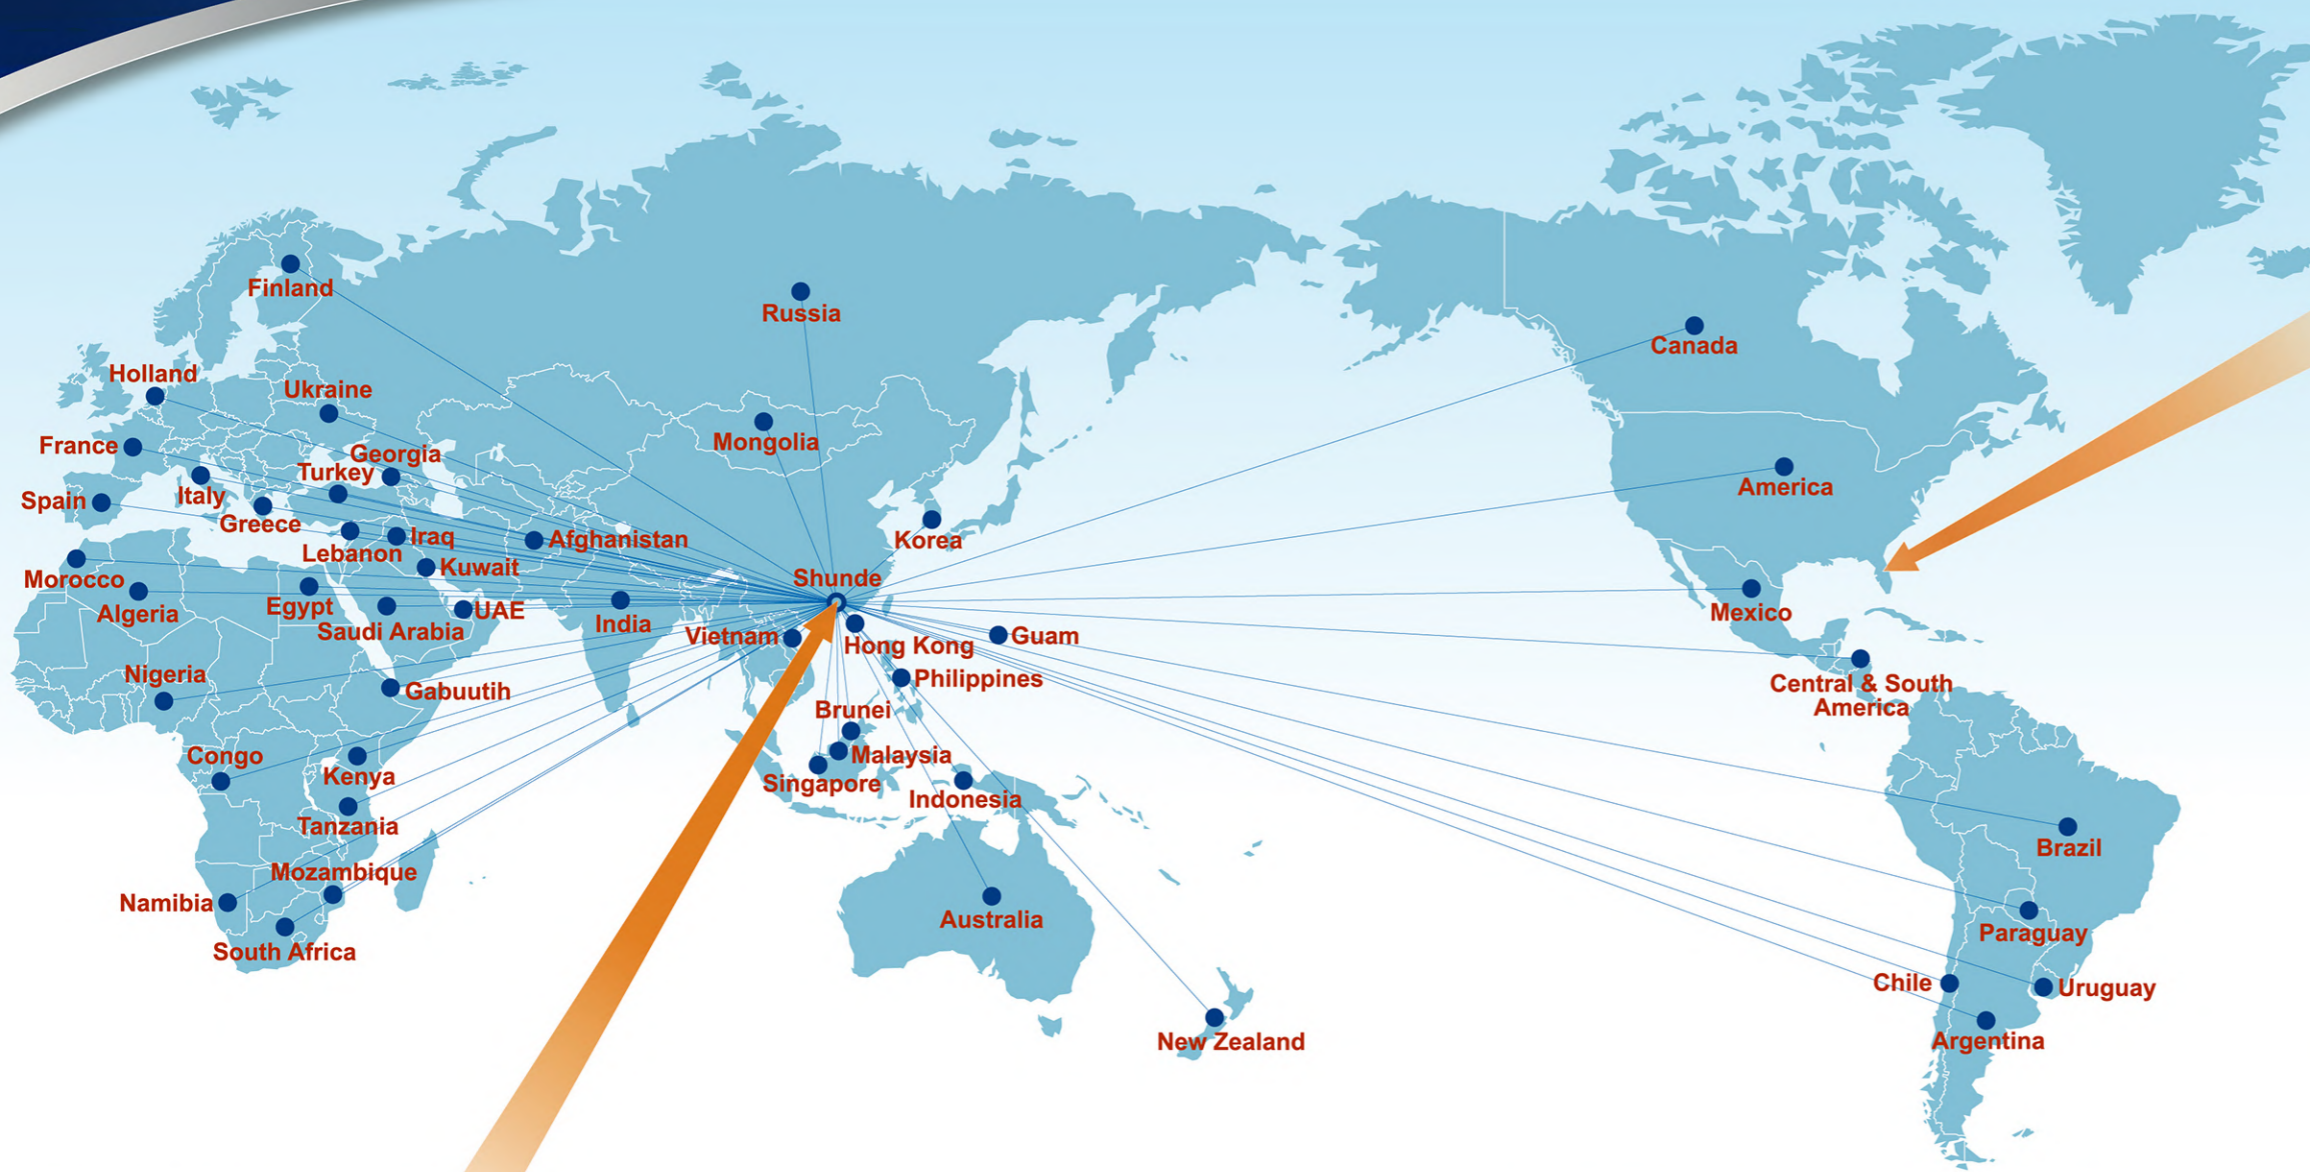 Finland
Russia
Canada
Holland
Ukraine
France
Georgia
Mongolia
Turkey
Italy
Spain
America
Greece
Iraq
Afghanistan
Korea
Lebanon
Kuwait
Morocco
Shunde
Algeria
Egypt
UAE
Saudi Arabia
India
Mexico
Vietnam
Guam
Hong Kong
Nigeria
Gabuutih
Philippines
Central & South
America
Brunei
Congo
Malaysia
Kenya
Singapore
Indonesia
Tanzania
Brazil
Mozambique
Namibia
Australia
Paraguay
South Africa
Chile
Uruguay
New Zealand
Argentina